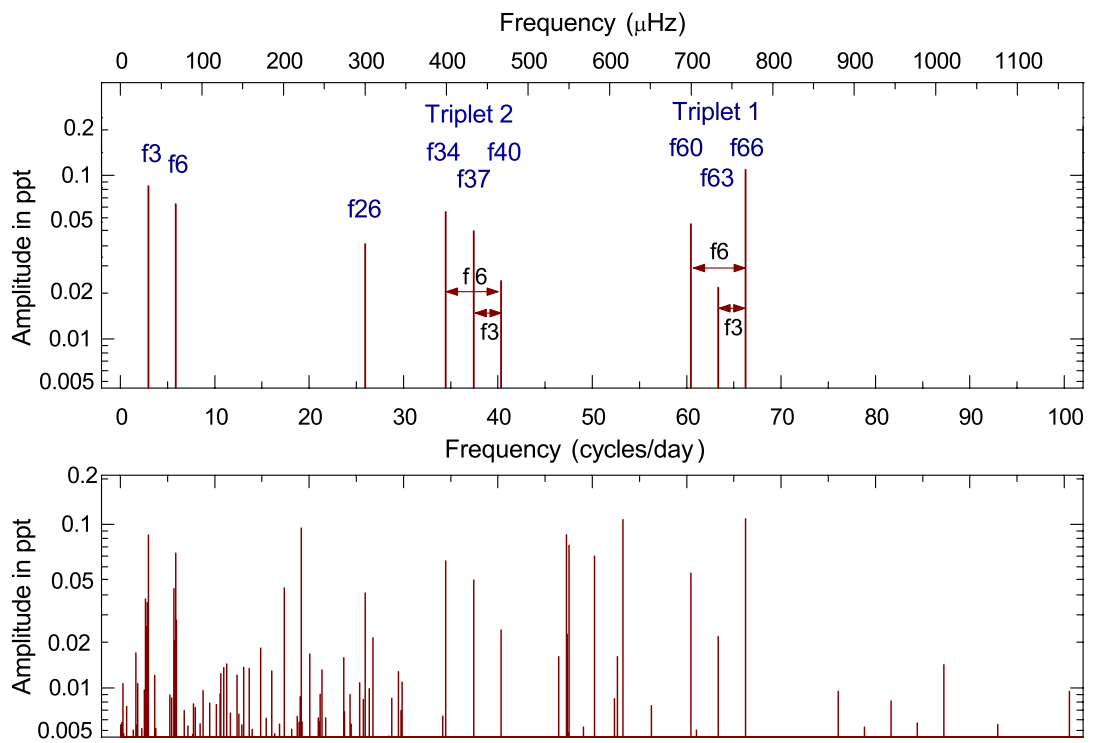 Frequency (μHz)
0 100 200 300 400 500 600 700 800 900 1000 1100
Triplet 2 Triplet 1
0.2
f3 f6 f34 f40 f60 f66
f37 f63
0.1
f26
0.05
f6
f 6
0.02
f3 f3
0.01
0.005
Amplitude in ppt
0 10 20 30 40 50 60 70 80 90 100
Frequency (cycles/day)
0.2
0.1
0.05
0.02
0.01
0.005
Amplitude in ppt